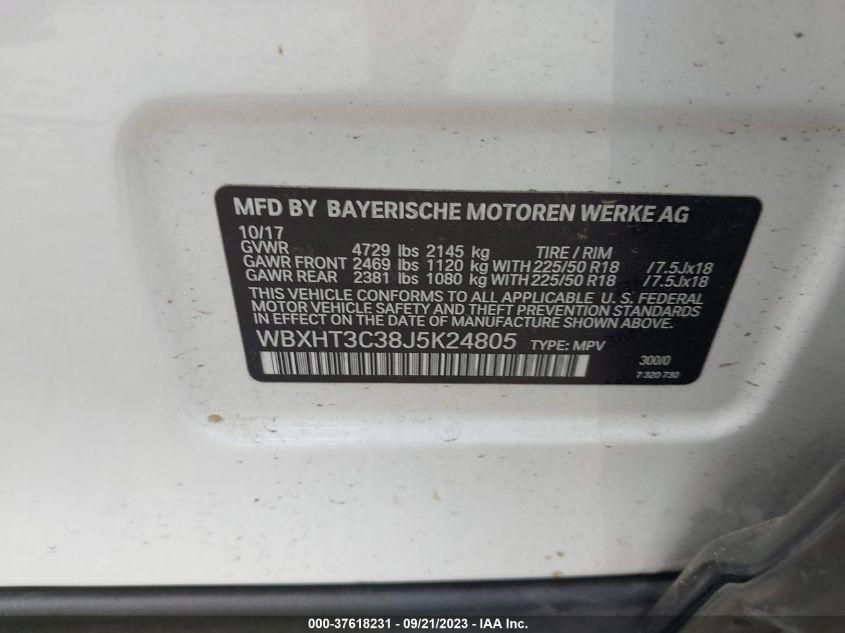 MFD BY BAYERISCHE MOTOREN WERKE AG
10/17
GVWR 4729 lbs 2145 kg TIRE / RIM
GAWR FRONT 2469 lbs 1120 kg WITH 225/50 R18 / 7.5Jx18
GAWR REAR 2381 lbs 1080 kg WITH 225/50 R18 / 7.5Jx18
THIS VEHICLE CONFORMS TO ALL APPLICABLE U. S. FEDERAL
MOTOR VEHICLE SAFETY AND THEFT PREVENTION STANDARDS
IN EFFECT ON THE DATE OF MANUFACTURE SHOWN ABOVE.
WBXHT3C38J5K24805 TYPE: MPV
300/0
7 320 730
000-37618231 - 09/21/2023 - IAA Inc.